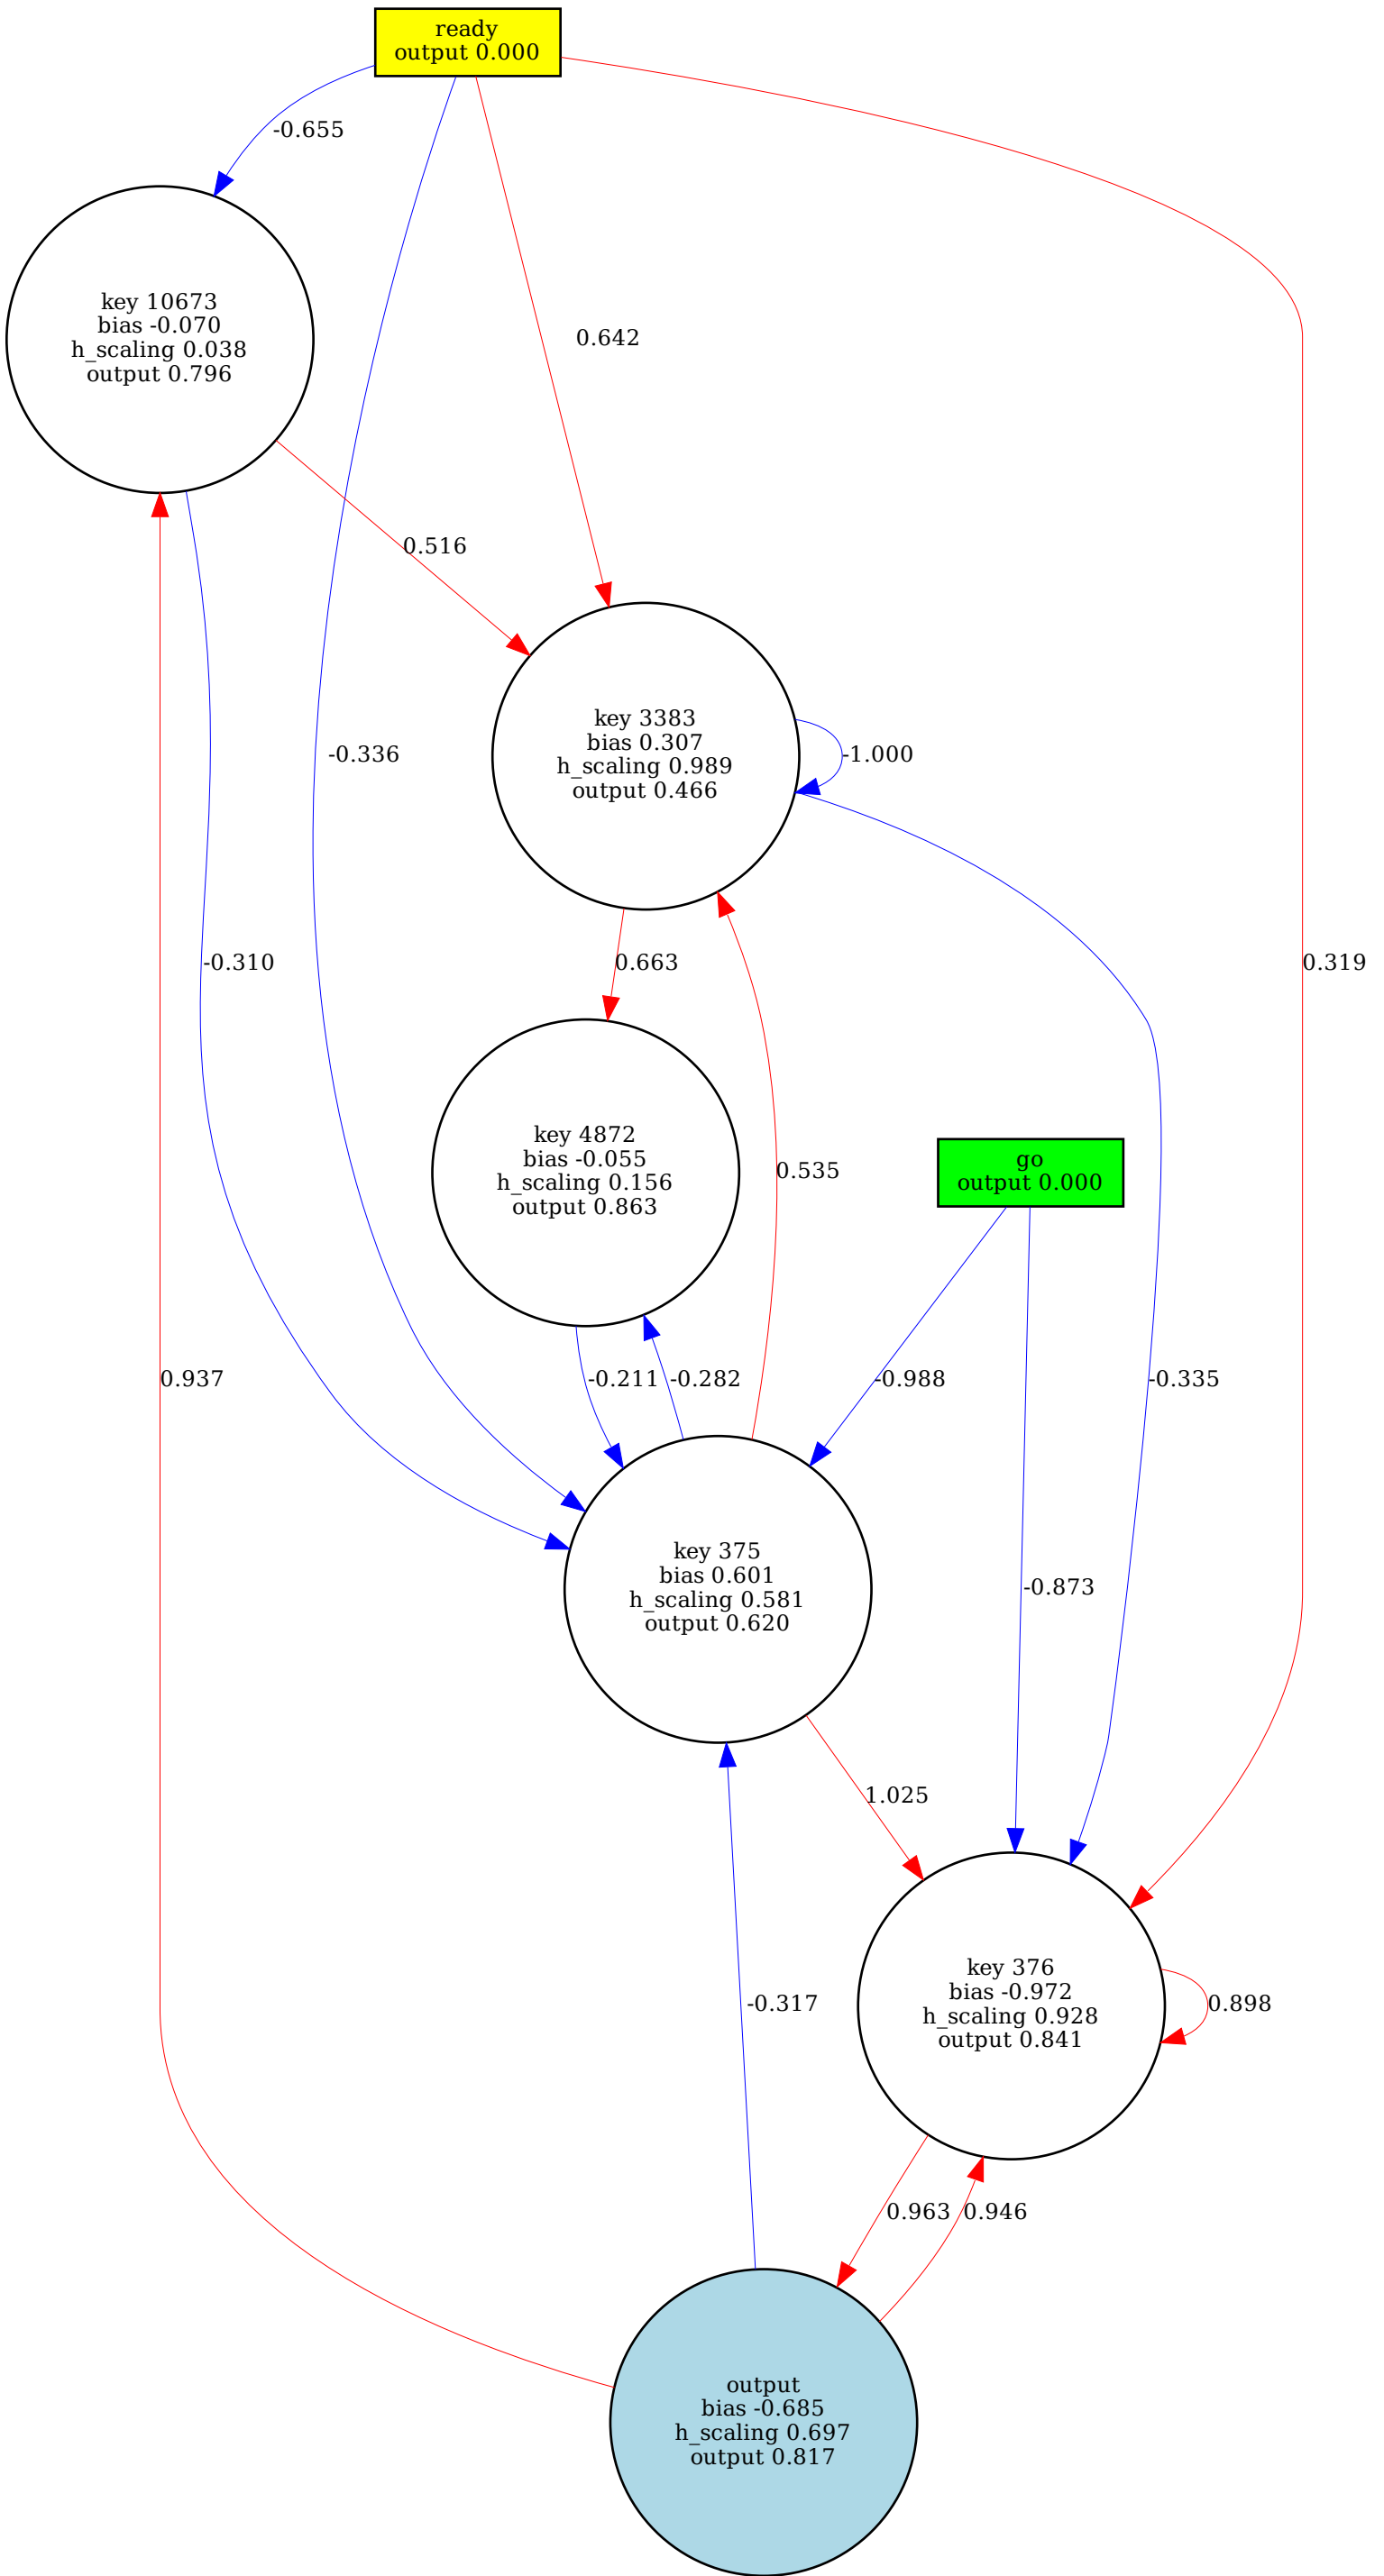 ready
output 0.000
-0.655
key 10673
bias -0.070
h_scaling 0.038
output 0.796
0.642
0.516
key 3383
bias 0.307
h_scaling 0.989
output 0.466
-0.336
-1.000
-0.310
0.663
0.319
key 4872
bias -0.055
h_scaling 0.156
output 0.863
0.535
go
output 0.000
0.937
-0.211
-0.282
-0.988
-0.335
key 375
bias 0.601
h_scaling 0.581
output 0.620
-0.873
1.025
key 376
bias -0.972
h_scaling 0.928
output 0.841
-0.317
0.898
0.963
0.946
output
bias -0.685
h_scaling 0.697
output 0.817